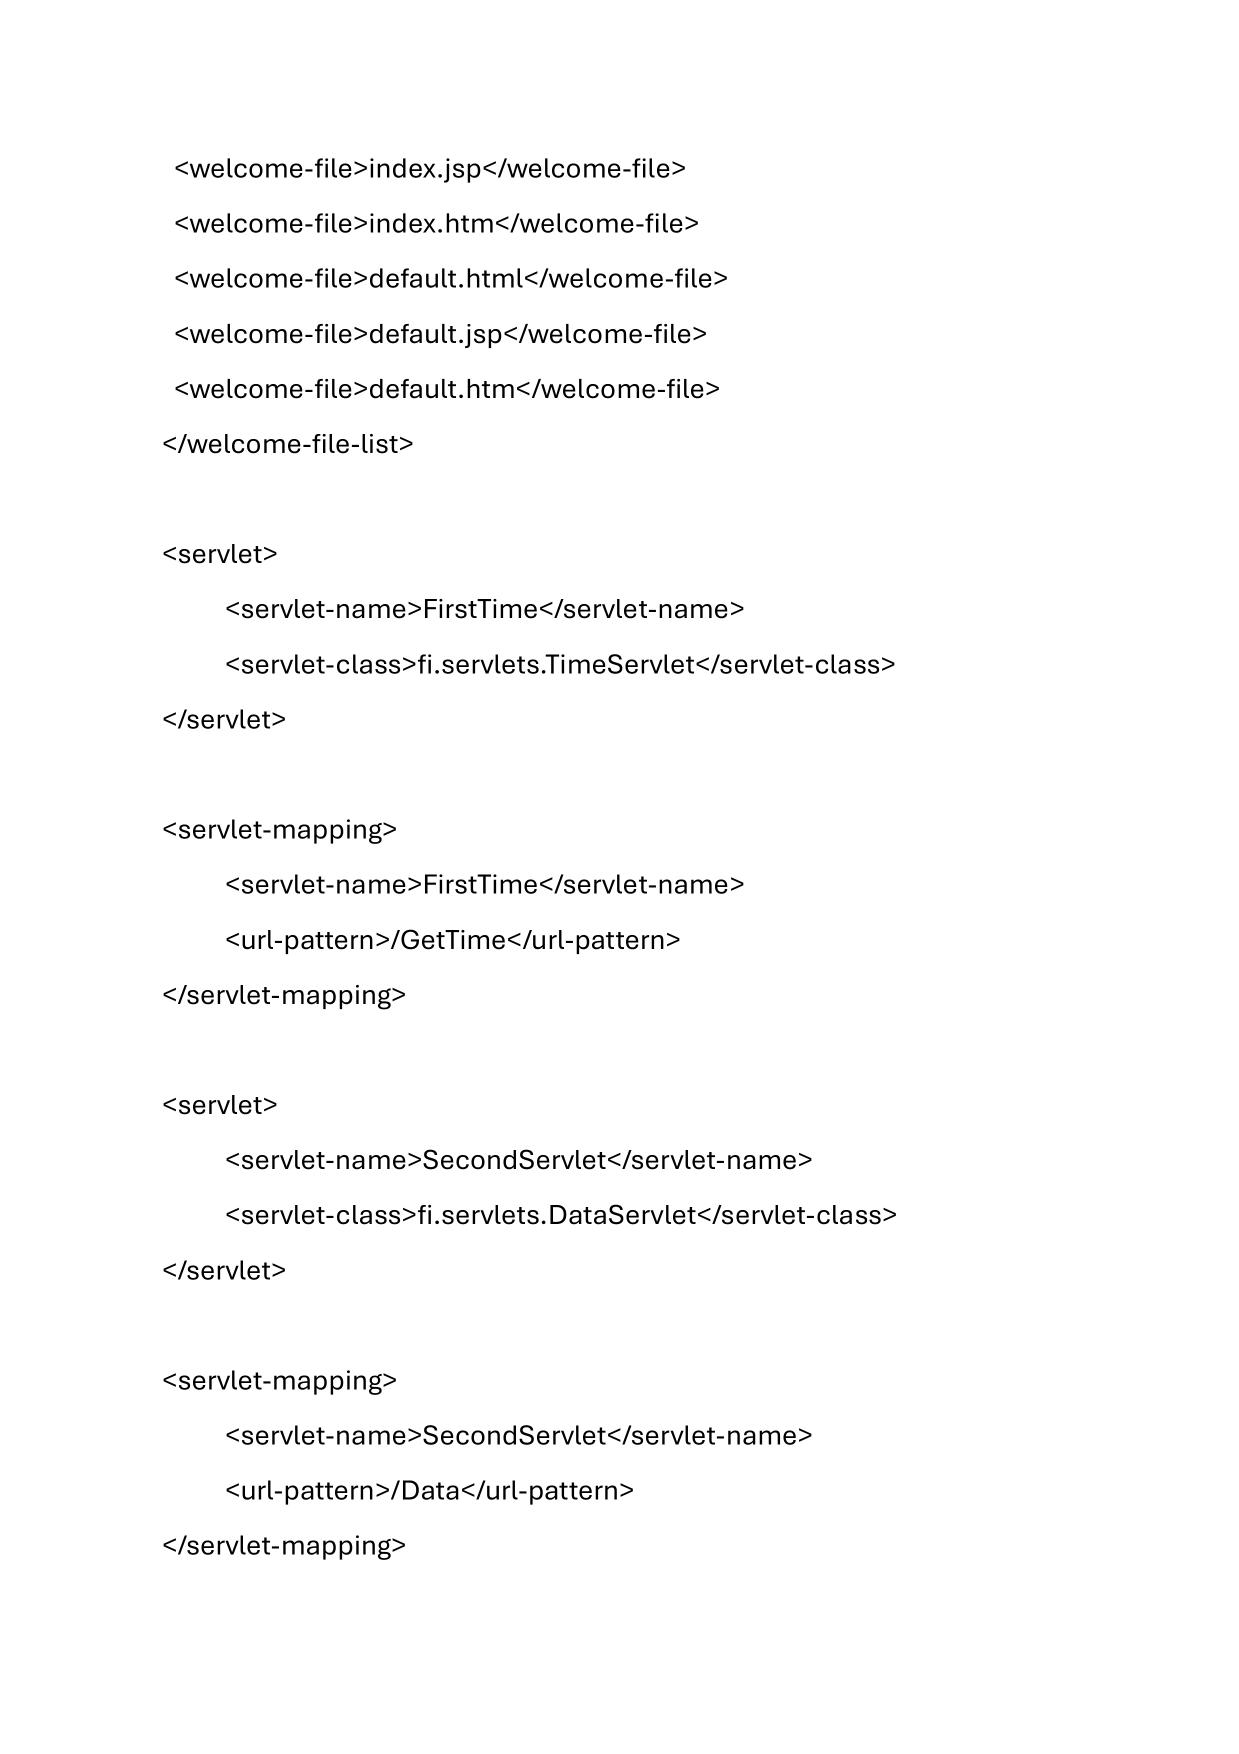 <welcome-file>index.jsp</welcome-file>
<welcome-file>index.htm</welcome-file>
<welcome-file>default.html</welcome-file>
<welcome-file>default.jsp</welcome-file>
<welcome-file>default.htm</welcome-file>
</welcome-file-list>
<servlet>
<servlet-name>FirstTime</servlet-name>
<servlet-class>fi.servlets.TimeServlet</servlet-class>
</servlet>
<servlet-mapping>
<servlet-name>FirstTime</servlet-name>
<url-pattern>/GetTime</url-pattern>
</servlet-mapping>
<servlet>
<servlet-name>SecondServlet</servlet-name>
<servlet-class>fi.servlets.DataServlet</servlet-class>
</servlet>
<servlet-mapping>
<servlet-name>SecondServlet</servlet-name>
<url-pattern>/Data</url-pattern>
</servlet-mapping>